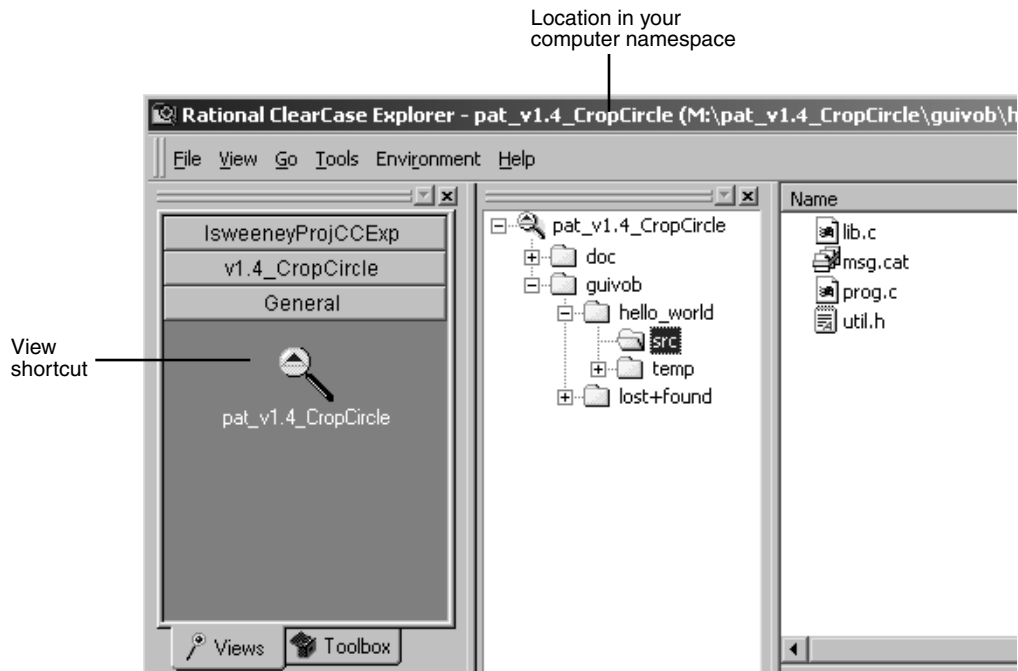 Location in your
computer namespace
Rational ClearCase Explorer - pat_v1.4_CropCircle (M:\pat_v1.4_CropCircle\guivob\h
File View Go Tools Environment Help
lsweeneyProjCCExp
v1.4_CropCircle
General
View
shortcut
pat_v1.4_CropCircle
Views
Toolbox
pat_v1.4_CropCircle
doc
guivob
hello_world
src
temp
lost+found
Name
lib.c
msg.cat
prog.c
util.h